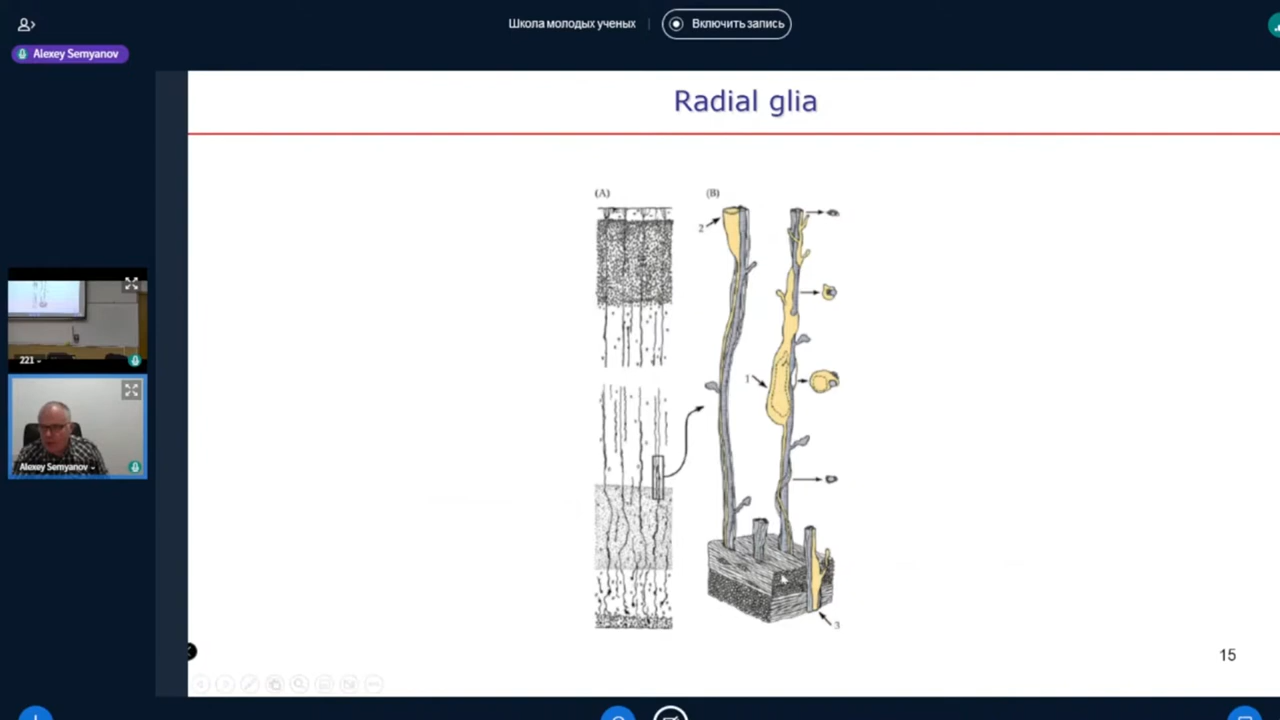 Школа молодых ученых
Включить запись
Alexey Semyanov
Radial glia
(A)
(B)
2
1
3
221
Alexey Semyanov
15